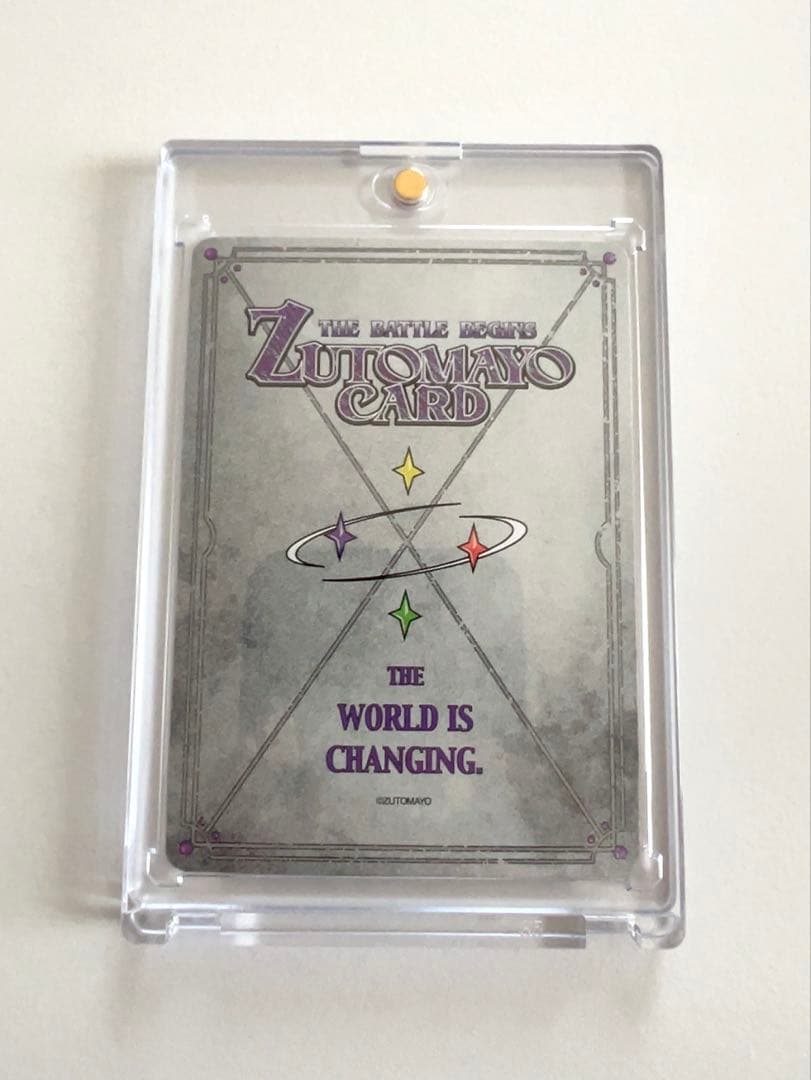 THE BATTLE BEGINS
ZUTOMAYO
CARD
THE
WORLD IS
CHANGING.
©ZUTOMAYO